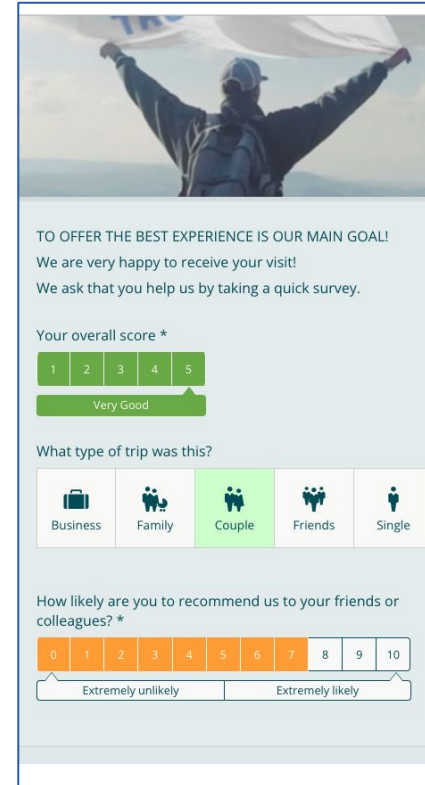 TO OFFER THE BEST EXPERIENCE IS OUR MAIN GOAL!
We are very happy to receive your visit!
We ask that you help us by taking a quick survey.
Your overall score *
1 2 3 4 5
Very Good
What type of trip was this?
Business Family Couple Friends Single
How likely are you to recommend us to your friends or
colleagues? *
0 1 2 3 4 5 6 7 8 9 10
Extremely unlikely Extremely likely